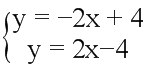 y = −2x + 4
y = 2x−4